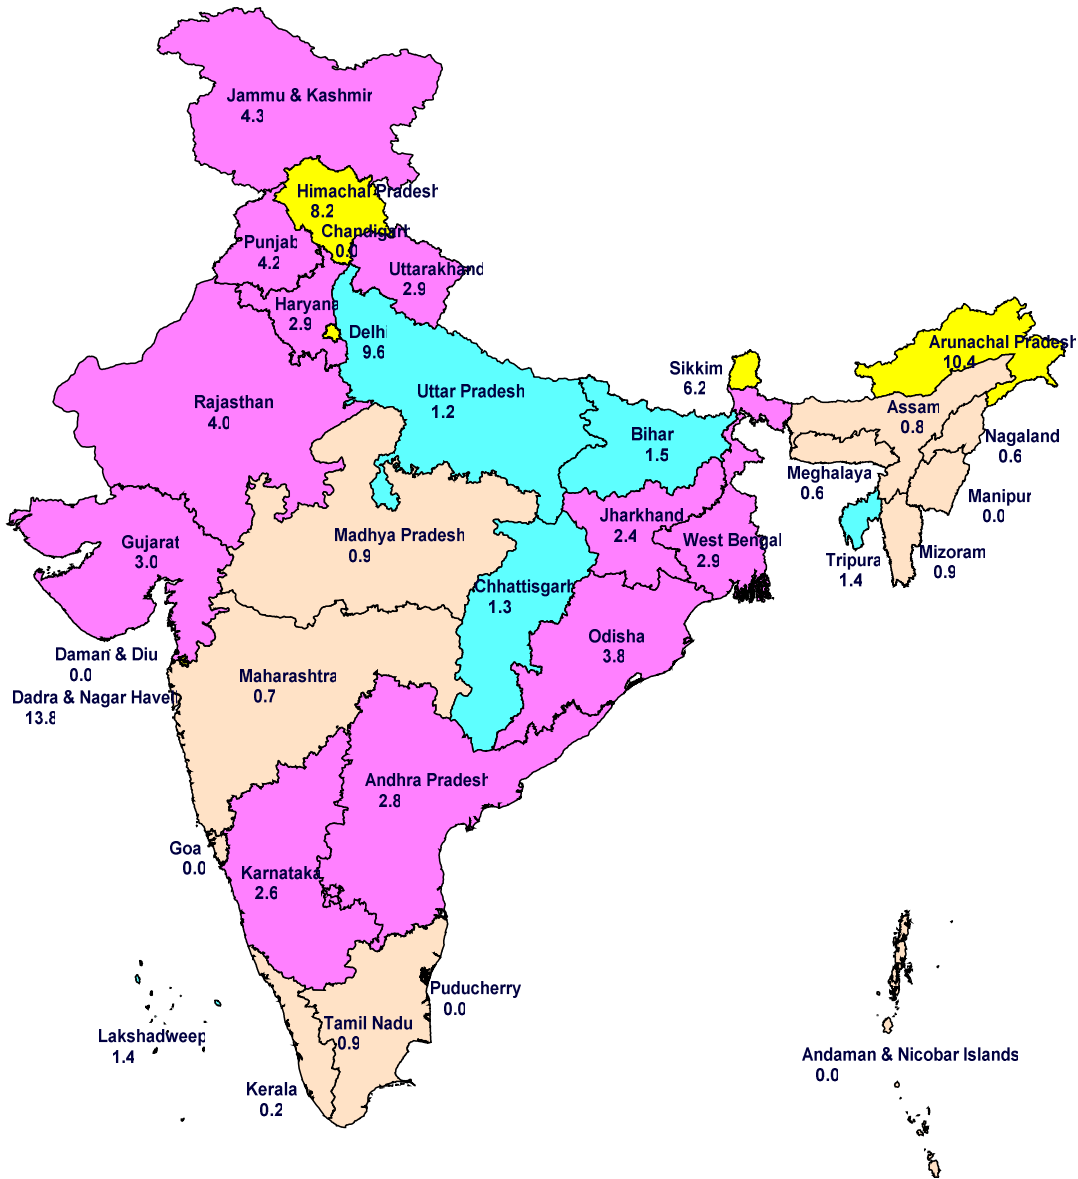 Jammu & Kashmir
4.3
Himachal Pradesh
8.2
Chandigarh
0.0
Punjab
4.2
Uttarakhand
2.9
Haryana
2.9
Delhi
9.6
Arunachal Pradesh
10.4
Sikkim
6.2
Uttar Pradesh
1.2
Rajasthan
4.0
Assam
0.8
Bihar
1.5
Nagaland
0.6
Meghalaya
0.6
Manipur
0.0
Jharkhand
2.4
Madhya Pradesh
0.9
Gujarat
3.0
West Bengal
2.9
Tripura
1.4
Mizoram
0.9
Chhattisgarh
1.3
Odisha
3.8
Daman & Diu
0.0
Maharashtra
0.7
Dadra & Nagar Haveli
13.8
Andhra Pradesh
2.8
Goa
0.0
Karnataka
2.6
Puducherry
0.0
Tamil Nadu
0.9
Lakshadweep
1.4
Andaman & Nicobar Islands
0.0
Kerala
0.2